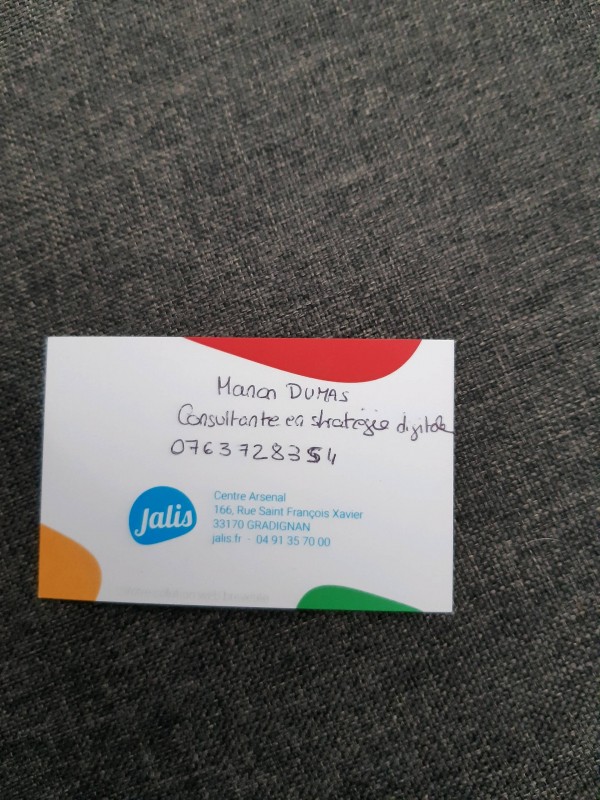 Manon DUMAS
Consultante en stratégie digitale
0763728354
Jalis
Centre Arsenal
166, Rue Saint François Xavier
33170 GRADIGNAN
jalis.fr - 04 91 35 70 00